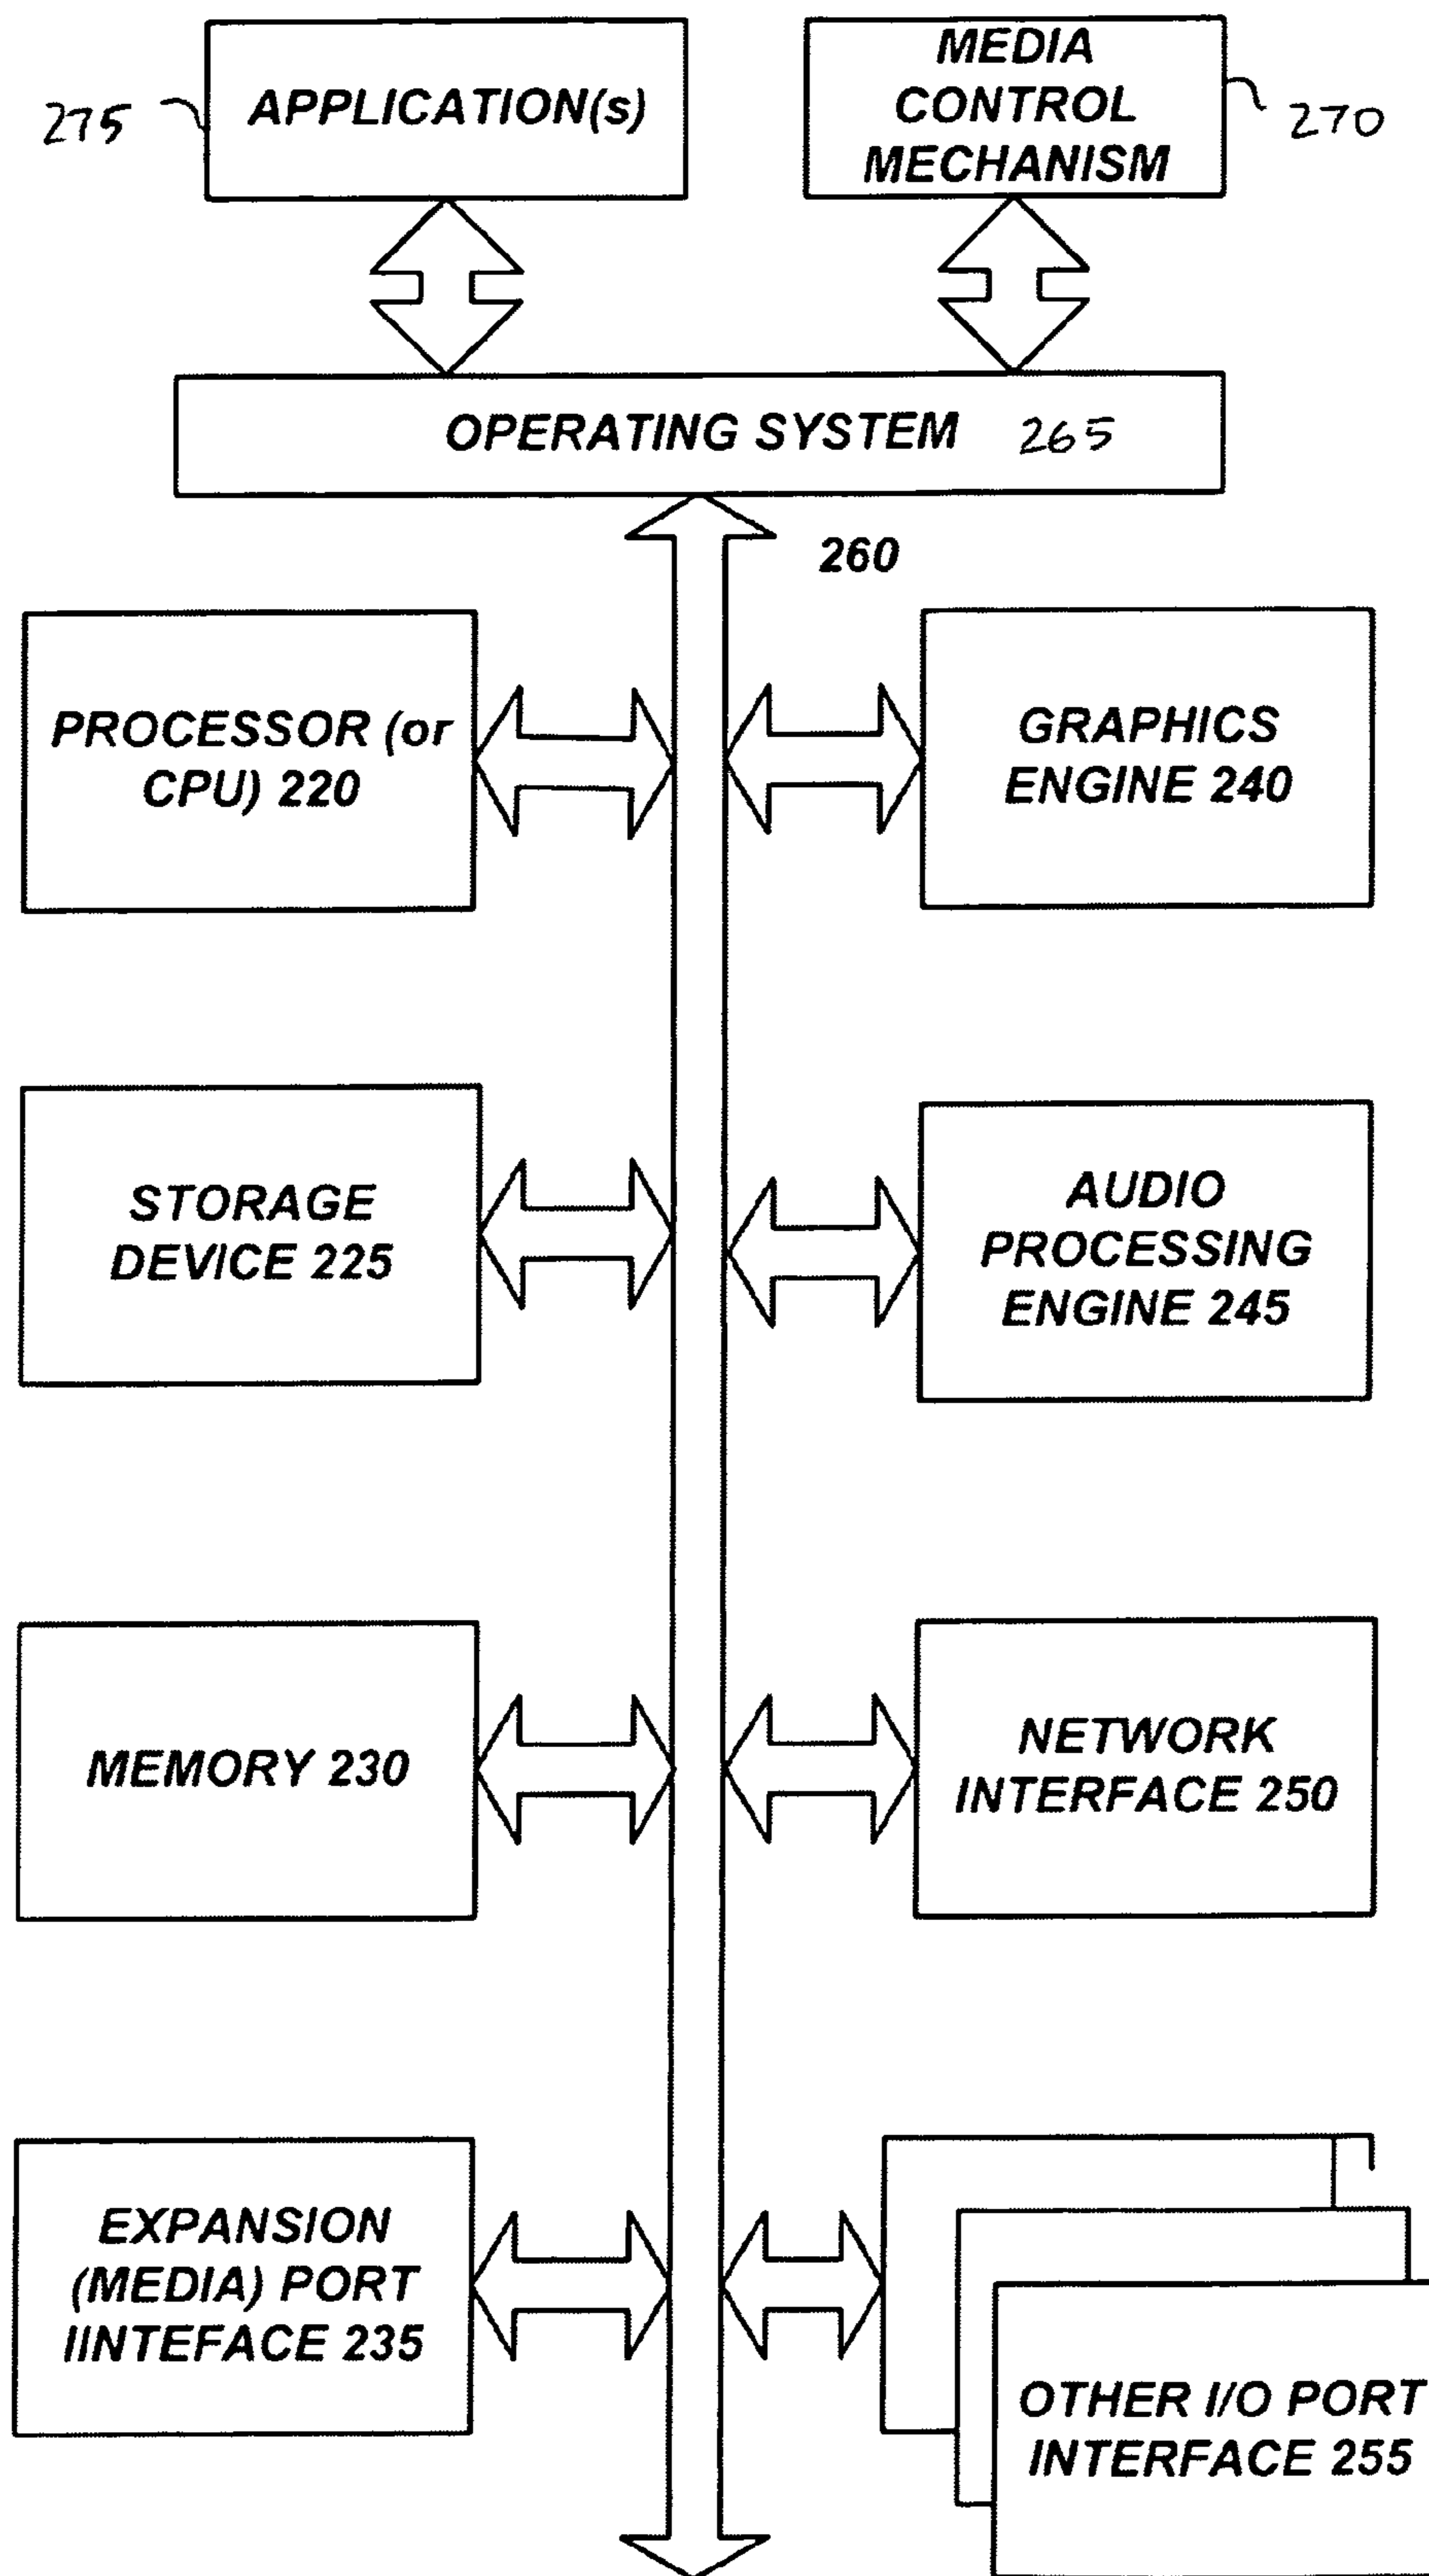 275
APPLICATION(s)
MEDIA
CONTROL
MECHANISM
270
OPERATING SYSTEM 265
260
PROCESSOR (or
CPU) 220
GRAPHICS
ENGINE 240
STORAGE
DEVICE 225
AUDIO
PROCESSING
ENGINE 245
MEMORY 230
NETWORK
INTERFACE 250
EXPANSION
(MEDIA) PORT
IINTEFACE 235
OTHER I/O PORT
INTERFACE 255